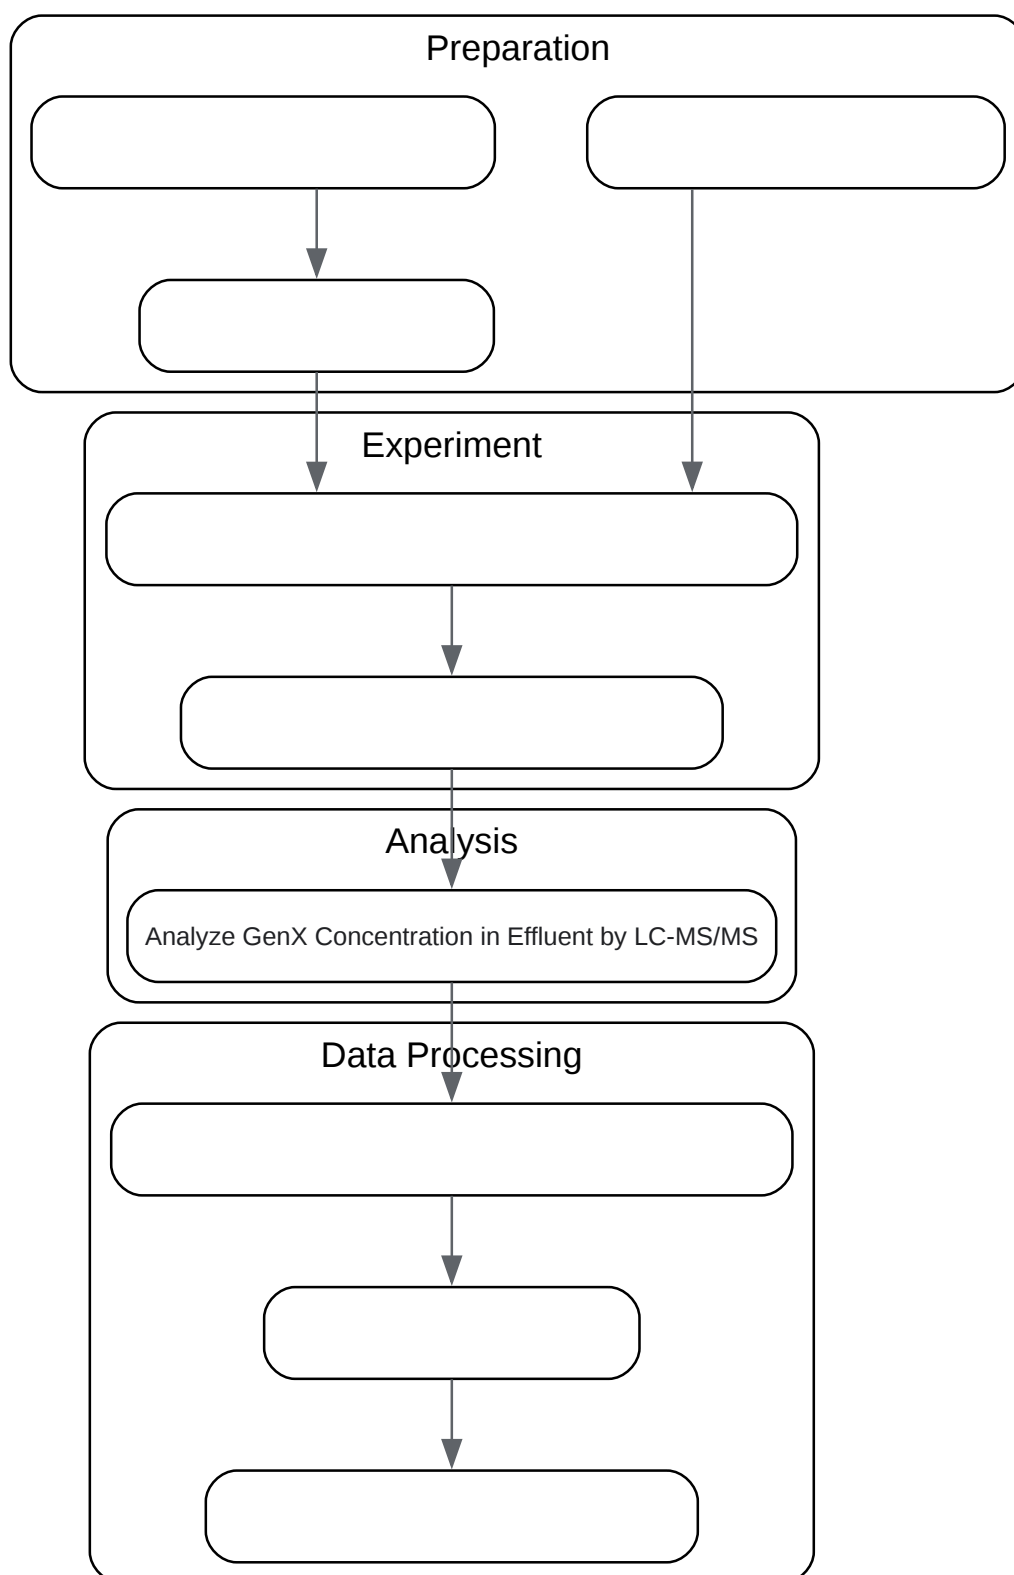 Preparation
Experiment
Analysis
Analyze GenX Concentration in Effluent by LC-MS/MS
Data Processing